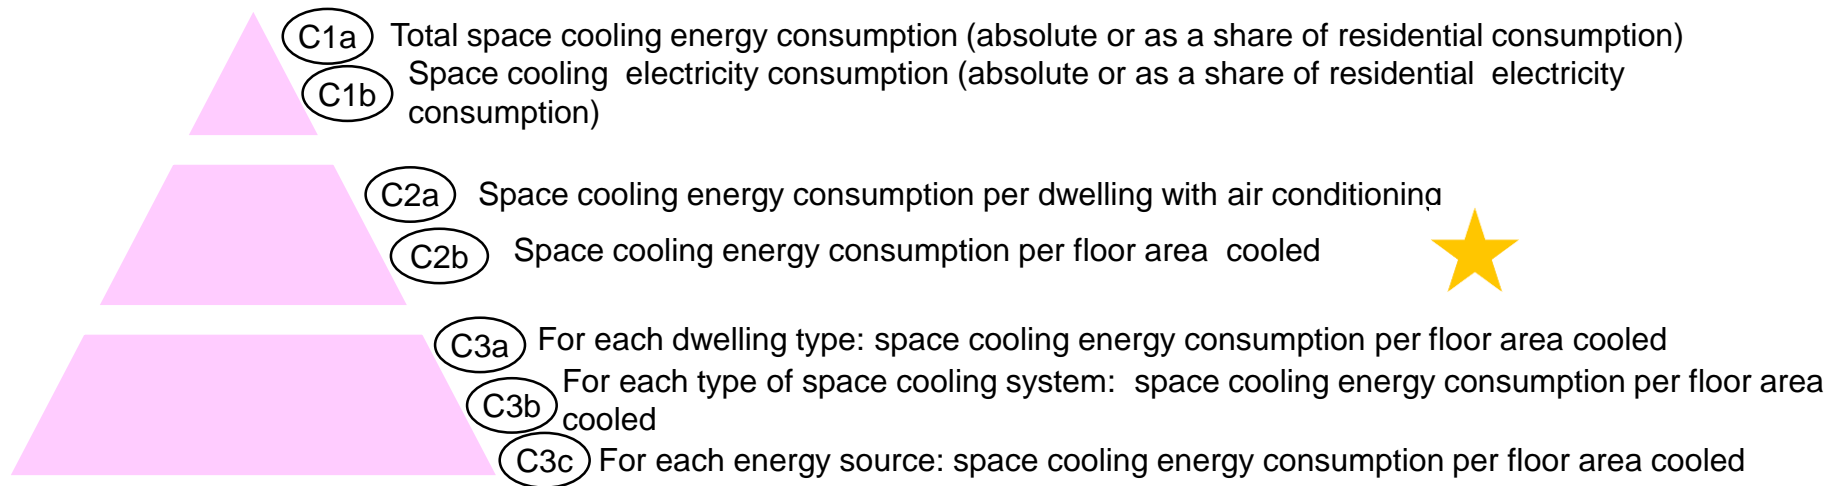 C1a Total space cooling energy consumption (absolute or as a share of residential consumption)
C1b Space cooling electricity consumption (absolute or as a share of residential electricity
consumption)
C2a Space cooling energy consumption per dwelling with air conditioning
C2b Space cooling energy consumption per floor area cooled
C3a For each dwelling type: space cooling energy consumption per floor area cooled
C3b For each type of space cooling system: space cooling energy consumption per floor area
cooled
C3c For each energy source: space cooling energy consumption per floor area cooled